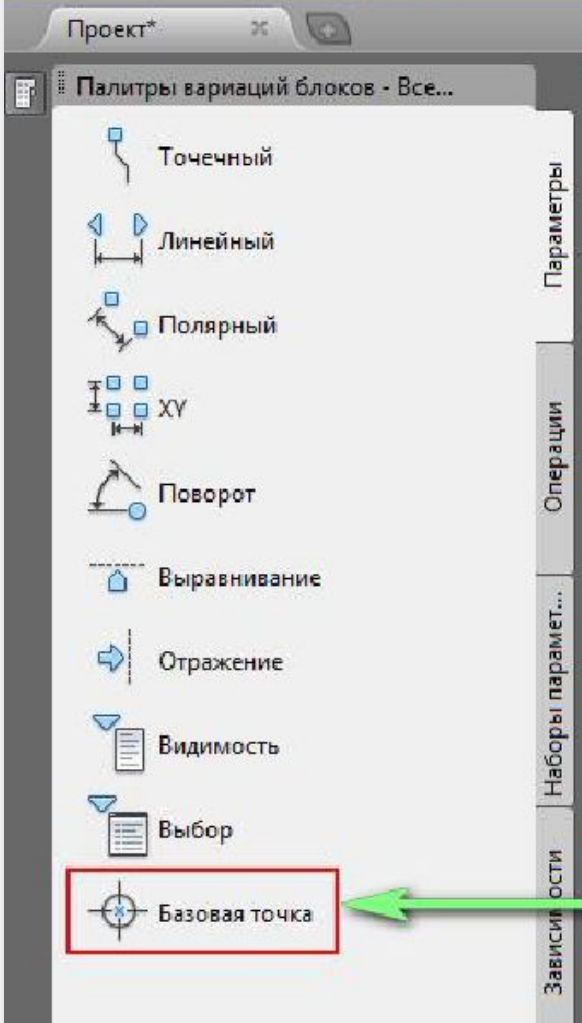 Проект*
Палитры вариаций блоков - Все...
Точечный
Линейный
Полярный
XY
Поворот
Выравнивание
Отражение
Видимость
Выбор
Базовая точка
Параметры
Операции
Наборы парамет...
Зависимости